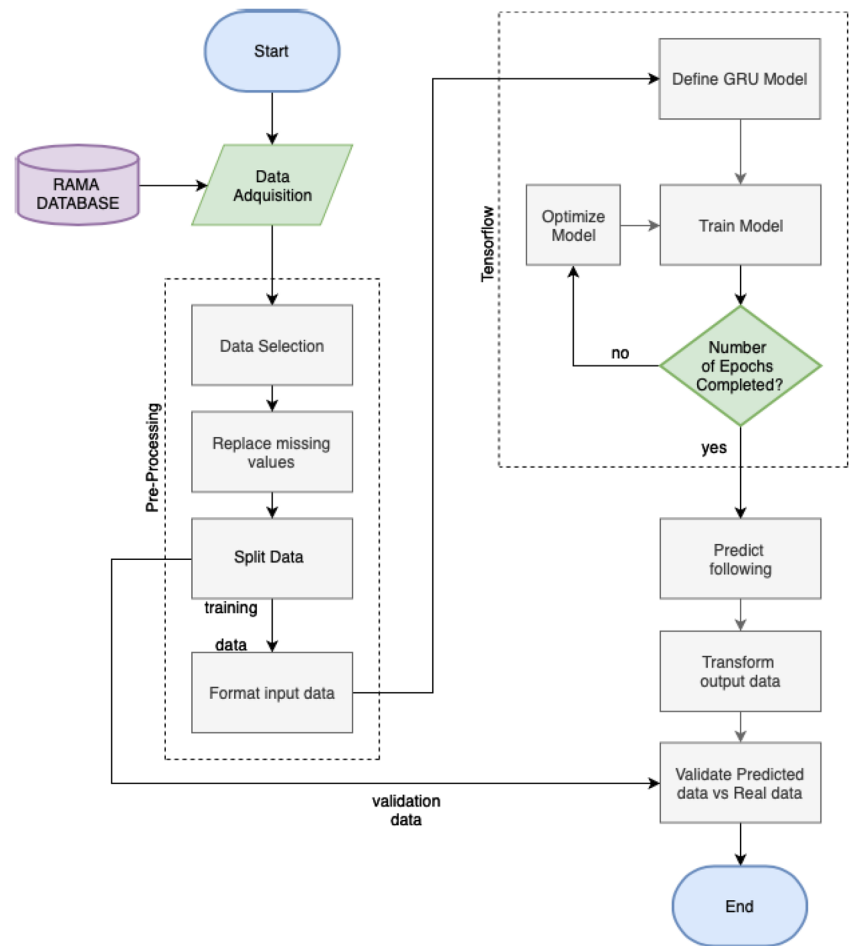 Start
RAMA
DATABASE
Data
Adquisition
Pre-Processing
Data Selection
Replace missing
values
Split Data
training
data
Format input data
validation
data
Tensorflow
Define GRU Model
Optimize
Model
Train Model
Number
of Epochs
Completed?
no
yes
Predict
following
Transform
output data
Validate Predicted
data vs Real data
End